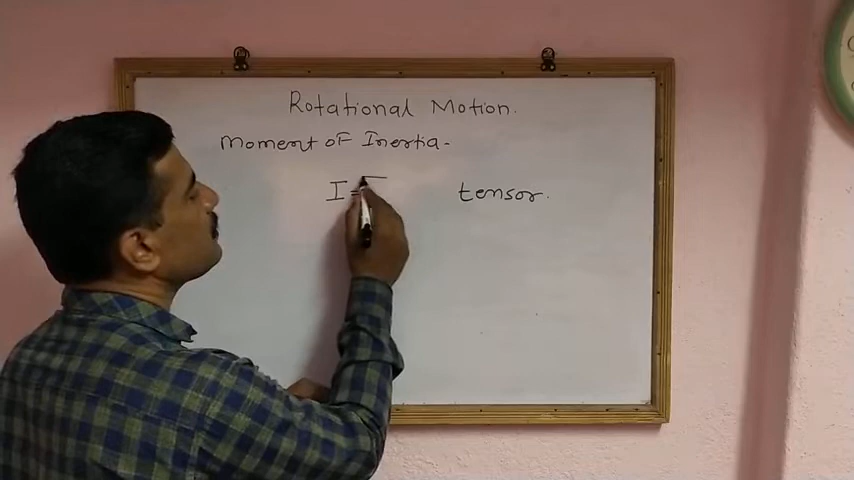 Rotational Motion.
Moment of Inertia.
I = tensor.